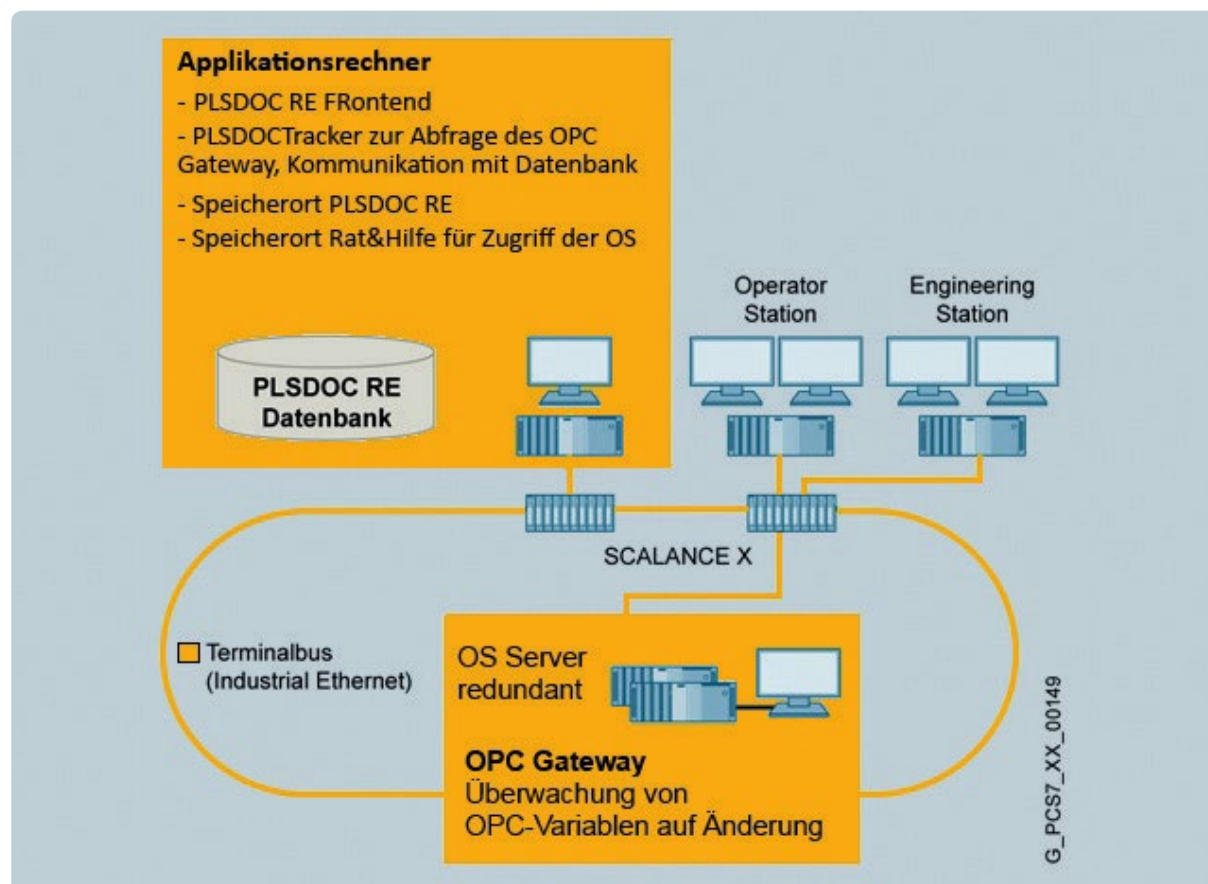 Applikationsrechner
- PLSDOC RE FRontend
- PLSDOCTracker zur Abfrage des OPC
Gateway, Kommunikation mit Datenbank
- Speicherort PLSDOC RE
- Speicherort Rat&Hilfe für Zugriff der OS
PLSDOC RE
Datenbank
Operator
Station
Engineering
Station
SCALANCE X
Terminalbus
(Industrial Ethernet)
OS Server
redundant
OPC Gateway
Überwachung von
OPC-Variablen auf Änderung
G_PCS7_XX_00149